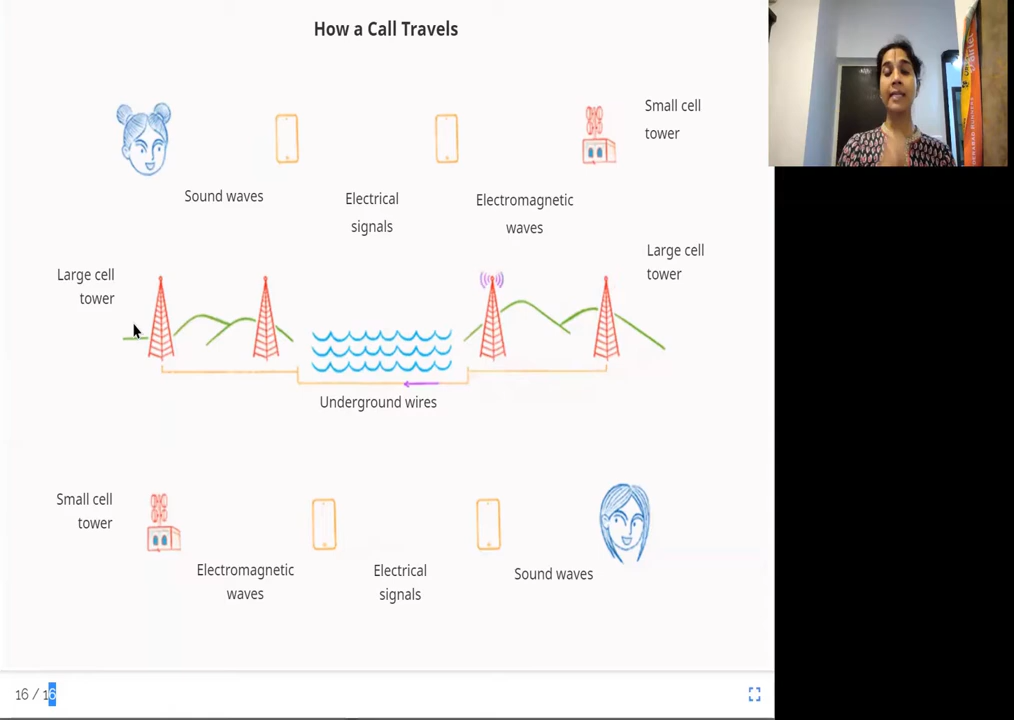 How a Call Travels
Small cell
tower
Sound waves
Electrical
signals
Electromagnetic
waves
Large cell
tower
Large cell
tower
Underground wires
Small cell
tower
Electromagnetic
waves
Electrical
signals
Sound waves
16 / 16